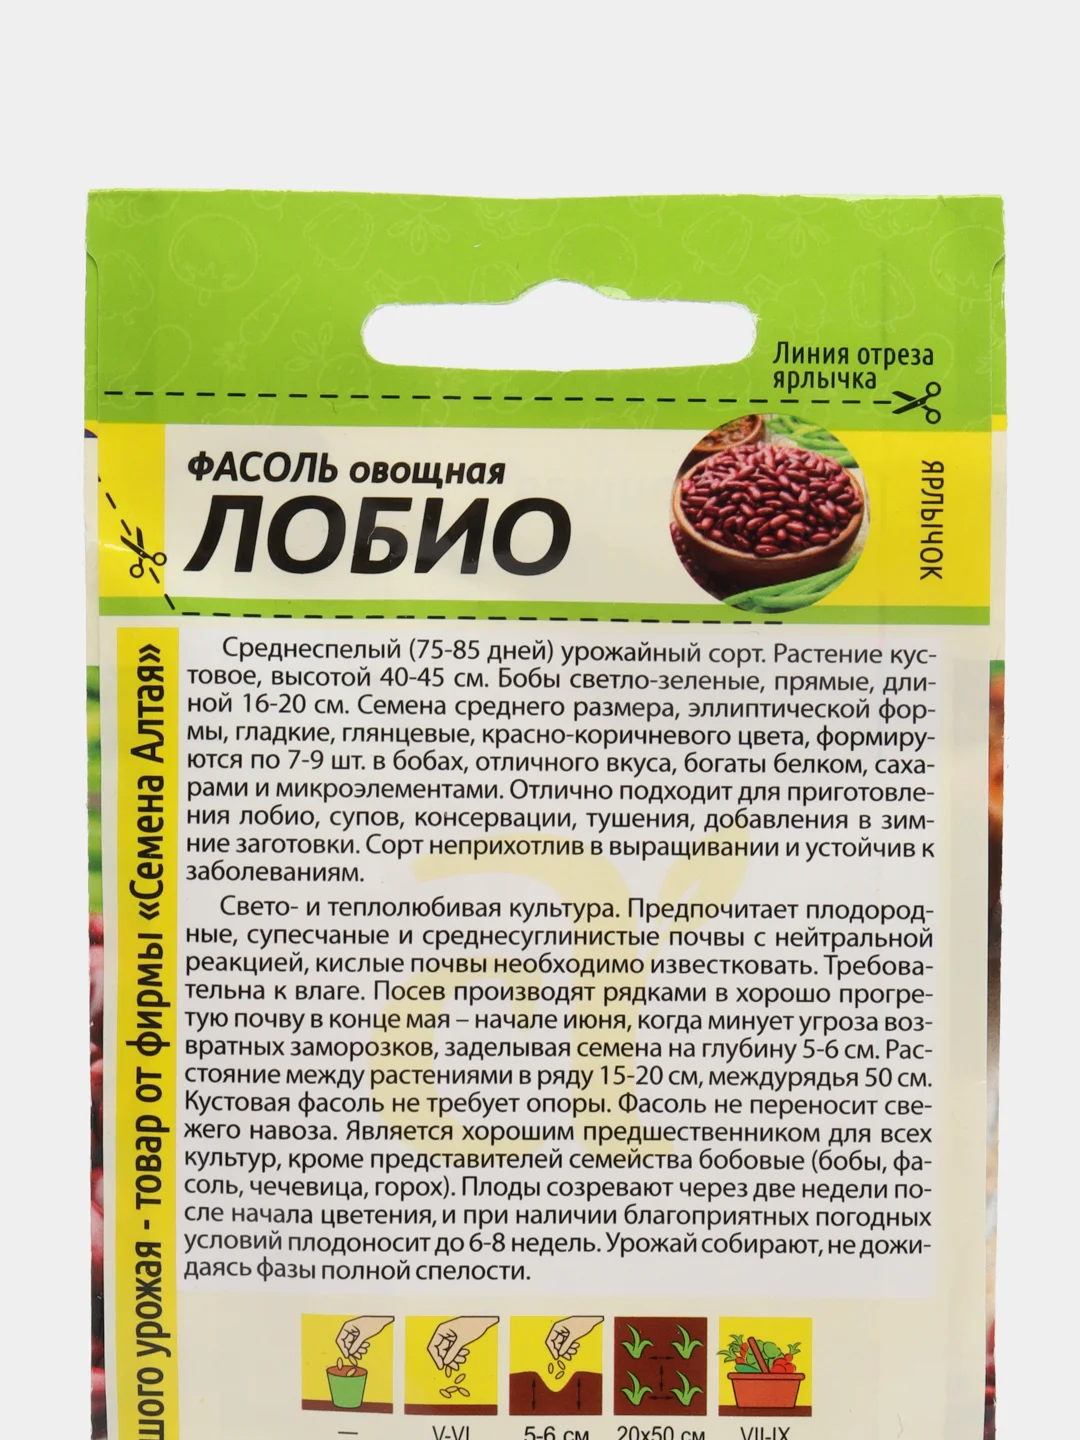 Линия отреза
ярлычка
ФАСОЛЬ овощная
ЛОБИО
ЯРЛЫЧОК
Среднеспелый (75-85 дней) урожайный сорт. Растение кус-
товое, высотой 40-45 см. Бобы светло-зеленые, прямые, дли-
ной 16-20 см. Семена среднего размера, эллиптической фор-
мы, гладкие, глянцевые, красно-коричневого цвета, формиру-
ются по 7-9 шт. в бобах, отличного вкуса, богаты белком, саха-
рами и микроэлементами. Отлично подходит для приготовле-
ния лобио, супов, консервации, тушения, добавления в зим-
ние заготовки. Сорт неприхотлив в выращивании и устойчив к
заболеваниям.
Свето- и теплолюбивая культура. Предпочитает плодород-
ные, супесчаные и среднесуглинистые почвы с нейтральной
реакцией, кислые почвы необходимо известковать. Требова-
тельна к влаге. Посев производят рядками в хорошо прогре-
тую почву в конце мая – начале июня, когда минует угроза воз-
вратных заморозков, заделывая семена на глубину 5-6 см. Рас-
стояние между растениями в ряду 15-20 см, междурядья 50 см.
Кустовая фасоль не требует опоры. Фасоль не переносит све-
жего навоза. Является хорошим предшественником для всех
культур, кроме представителей семейства бобовые (бобы, фа-
соль, чечевица, горох). Плоды созревают через две недели по-
сле начала цветения, и при наличии благоприятных погодных
условий плодоносит до 6-8 недель. Урожай собирают, не дожи-
даясь фазы полной спелости.
шого урожая - товар от фирмы «Семена Алтая»
— V-VI 5-6 см 20х50 см VII-IX